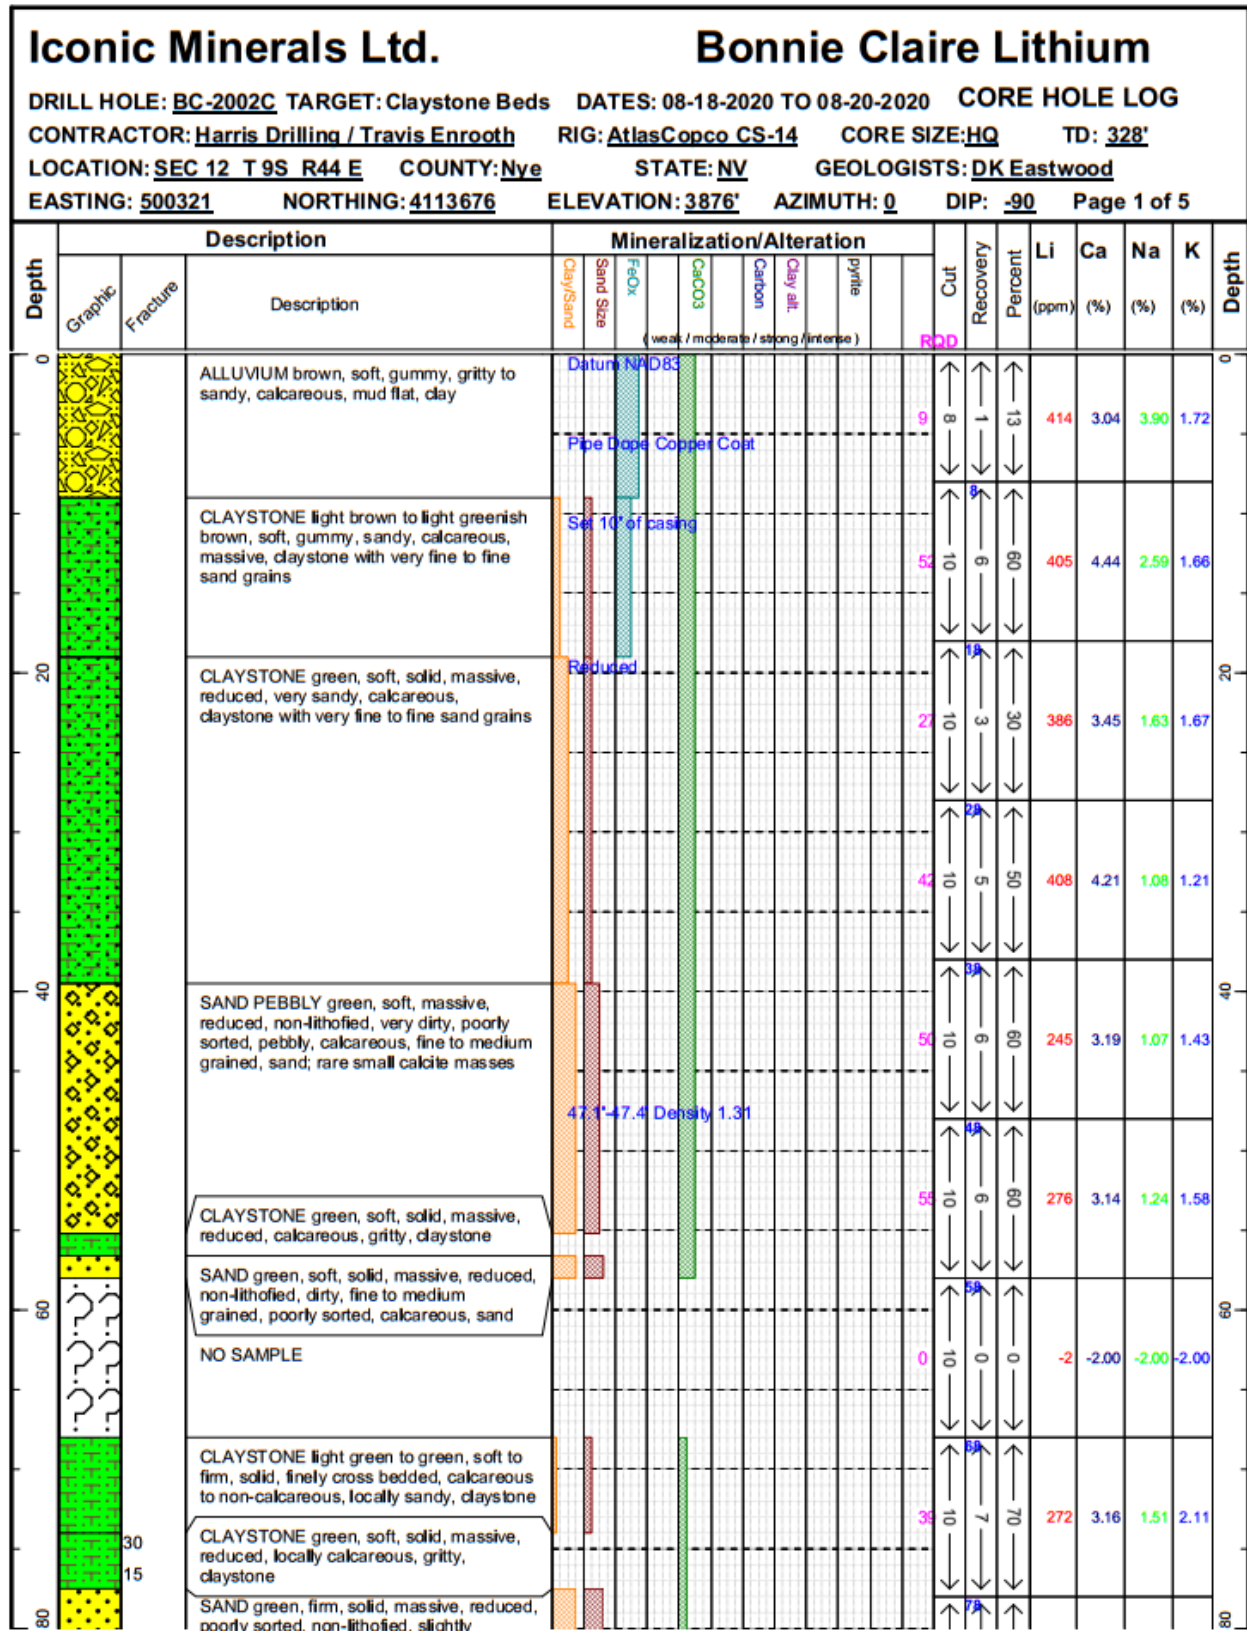 Iconic Minerals Ltd. Bonnie Claire Lithium
DRILL HOLE: BC-2002C TARGET: Claystone Beds DATES: 08-18-2020 TO 08-20-2020 CORE HOLE LOG
CONTRACTOR: Harris Drilling / Travis Enrooth RIG: AtlasCopco CS-14 CORE SIZE: HQ TD: 328'
LOCATION: SEC 12 T 9S R44 E COUNTY: Nye STATE: NV GEOLOGISTS: DK Eastwood
EASTING: 500321 NORTHING: 4113676 ELEVATION: 3876' AZIMUTH: 0 DIP: -90 Page 1 of 5
Description Mineralization/Alteration
Depth Graphic Fracture Description Clay/Sand Sand Size FeOx CaCO3 Carbon Clay alt. pyrite Cut Recovery Percent Li Ca Na K Depth
(ppm) (%) (%) (%)
( weak / moderate / strong / intense ) RQD
0 0
Datum NAD83
ALLUVIUM brown, soft, gummy, gritty to
sandy, calcareous, mud flat, clay
9 8 1 13 414 3.04 3.90 1.72
Pipe Dope Copper Coat
8
CLAYSTONE light brown to light greenish
brown, soft, gummy, sandy, calcareous,
massive, claystone with very fine to fine
sand grains
Set 10' of casing
52 10 6 60 405 4.44 2.59 1.66
18
Reduced
20 20
CLAYSTONE green, soft, solid, massive,
reduced, very sandy, calcareous,
claystone with very fine to fine sand grains
27 10 3 30 386 3.45 1.63 1.67
28
42 10 5 50 408 4.21 1.08 1.21
38
40 40
SAND PEBBLY green, soft, massive,
reduced, non-lithofied, very dirty, poorly
sorted, pebbly, calcareous, fine to medium
grained, sand; rare small calcite masses
50 10 6 60 245 3.19 1.07 1.43
47.1'-47.4' Density 1.31
48
55 10 6 60 276 3.14 1.24 1.58
CLAYSTONE green, soft, solid, massive,
reduced, calcareous, gritty, claystone
58
SAND green, soft, solid, massive, reduced,
non-lithofied, dirty, fine to medium
grained, poorly sorted, calcareous, sand
60 60
NO SAMPLE
0 10 0 0 -2 -2.00 -2.00 -2.00
68
CLAYSTONE light green to green, soft to
firm, solid, finely cross bedded, calcareous
to non-calcareous, locally sandy, claystone
39 10 7 70 272 3.16 1.51 2.11
CLAYSTONE green, soft, solid, massive,
reduced, locally calcareous, gritty,
claystone
30
15
78
SAND green, firm, solid, massive, reduced,
poorly sorted, non-lithofied, slightly
80 80